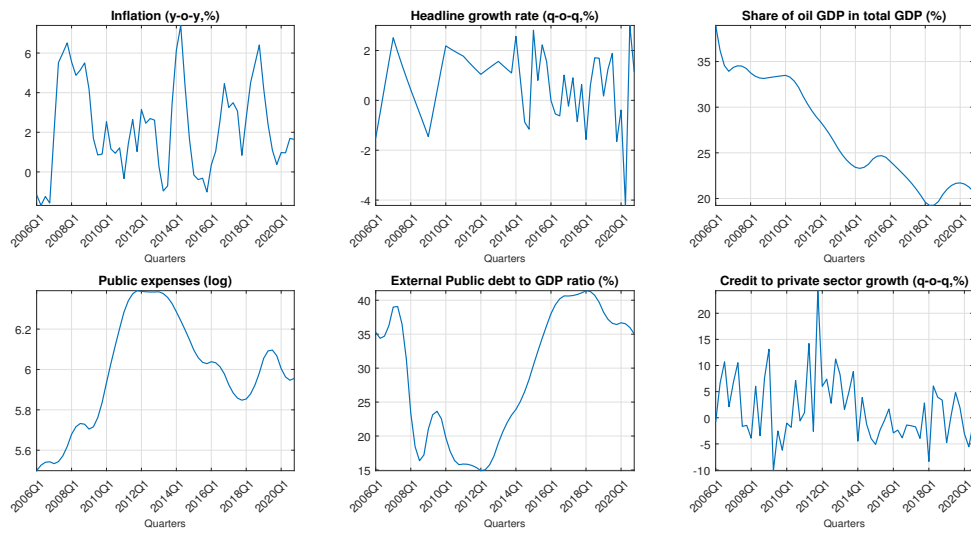 Inflation (y-o-y,%)
6
4
2
0
2006Q1
2008Q1
2010Q1
2012Q1
2014Q1
2016Q1
2018Q1
2020Q1
Quarters
Headline growth rate (q-o-q,%)
2
0
-2
-4
2006Q1
2008Q1
2010Q1
2012Q1
2014Q1
2016Q1
2018Q1
2020Q1
Quarters
Share of oil GDP in total GDP (%)
35
30
25
20
2006Q1
2008Q1
2010Q1
2012Q1
2014Q1
2016Q1
2018Q1
2020Q1
Quarters
Public expenses (log)
6.2
6
5.8
5.6
2006Q1
2008Q1
2010Q1
2012Q1
2014Q1
2016Q1
2018Q1
2020Q1
Quarters
External Public debt to GDP ratio (%)
40
35
30
25
20
15
2006Q1
2008Q1
2010Q1
2012Q1
2014Q1
2016Q1
2018Q1
2020Q1
Quarters
Credit to private sector growth (q-o-q,%)
20
15
10
5
0
-5
-10
2006Q1
2008Q1
2010Q1
2012Q1
2014Q1
2016Q1
2018Q1
2020Q1
Quarters